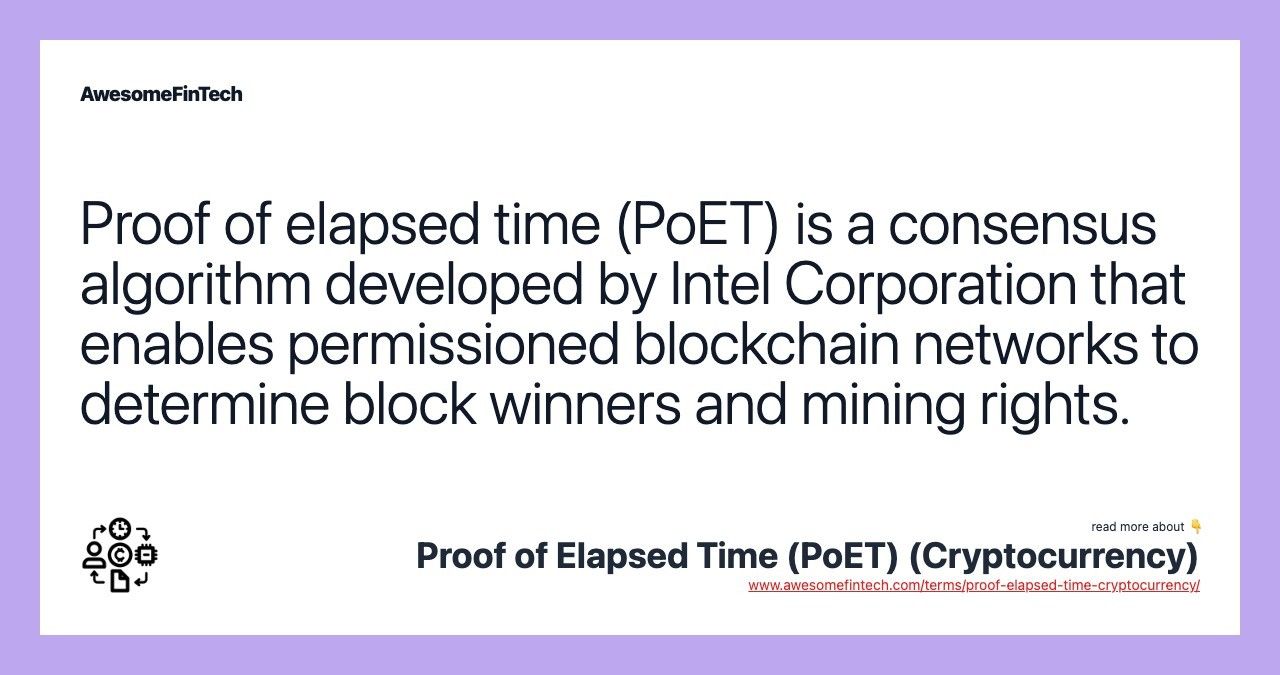 AwesomeFinTech
Proof of elapsed time (PoET) is a consensus
algorithm developed by Intel Corporation that
enables permissioned blockchain networks to
determine block winners and mining rights.
read more about 👇
Proof of Elapsed Time (PoET) (Cryptocurrency)
www.awesomefintech.com/terms/proof-elapsed-time-cryptocurrency/